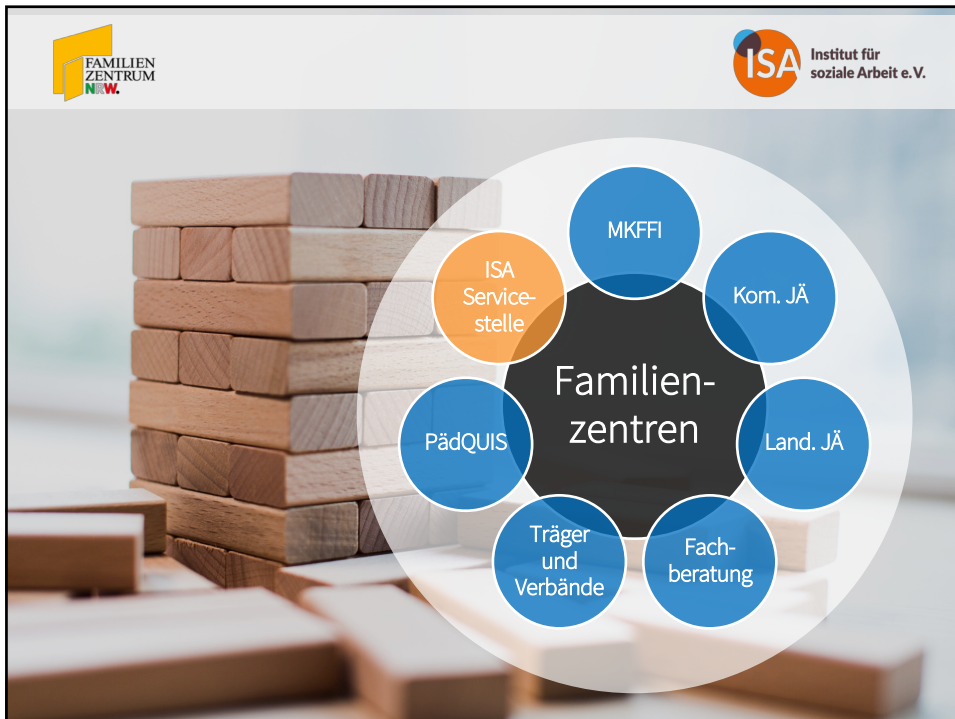 FAMILIEN
ZENTRUM
NRW.
ISA
Institut für
soziale Arbeit e.V.
MKFFI
Kom. JÄ
Land. JÄ
Fach-
beratung
Träger
und
Verbände
PädQUIS
ISA
Service-
stelle
Familien-
zentren